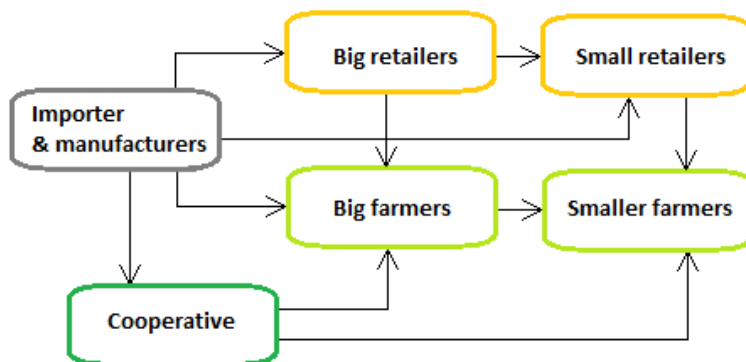 Big retailers
Small retailers
Importer
& manufacturers
Big farmers
Smaller farmers
Cooperative